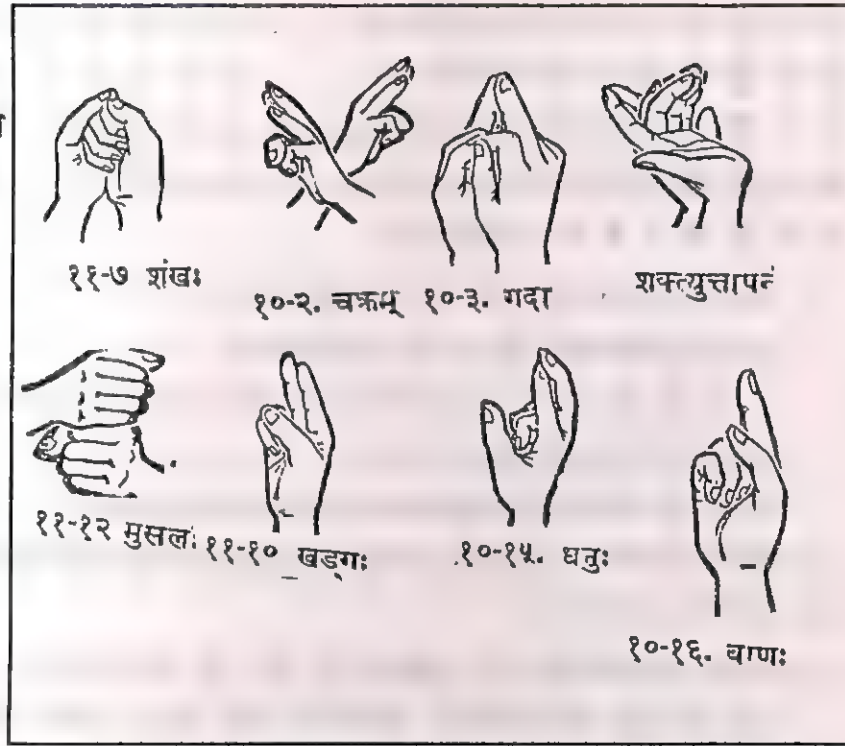 ११-७ शंखः
१०-२. चक्रम् १०-३. गदा
शक्त्युत्तापनं
११-१२ मुसलः ११-१० खड्गः
१०-१५. धनुः
१०-१६. बाणः